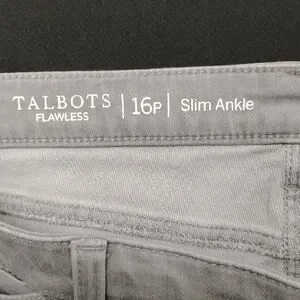 TALBOTS | 16P | Slim Ankle
FLAWLESS